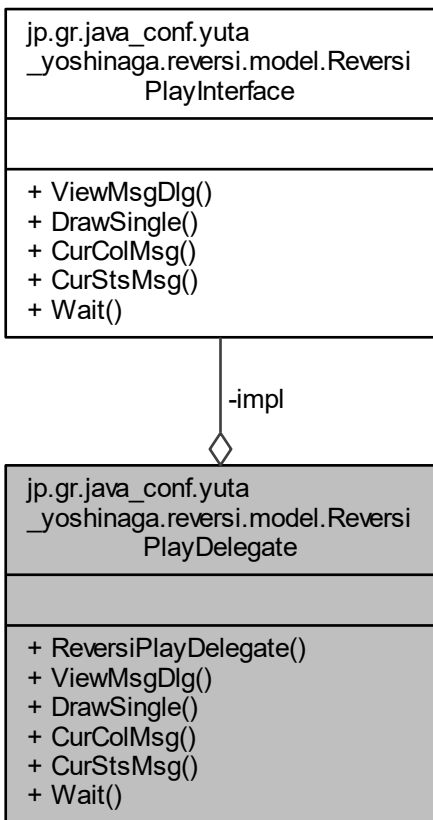 jp.gr.java_conf.yuta
_yoshinaga.reversi.model.Reversi
PlayInterface
+ ViewMsgDlg()
+ DrawSingle()
+ CurColMsg()
+ CurStsMsg()
+ Wait()
-impl
jp.gr.java_conf.yuta
_yoshinaga.reversi.model.Reversi
PlayDelegate
+ ReversiPlayDelegate()
+ ViewMsgDlg()
+ DrawSingle()
+ CurColMsg()
+ CurStsMsg()
+ Wait()